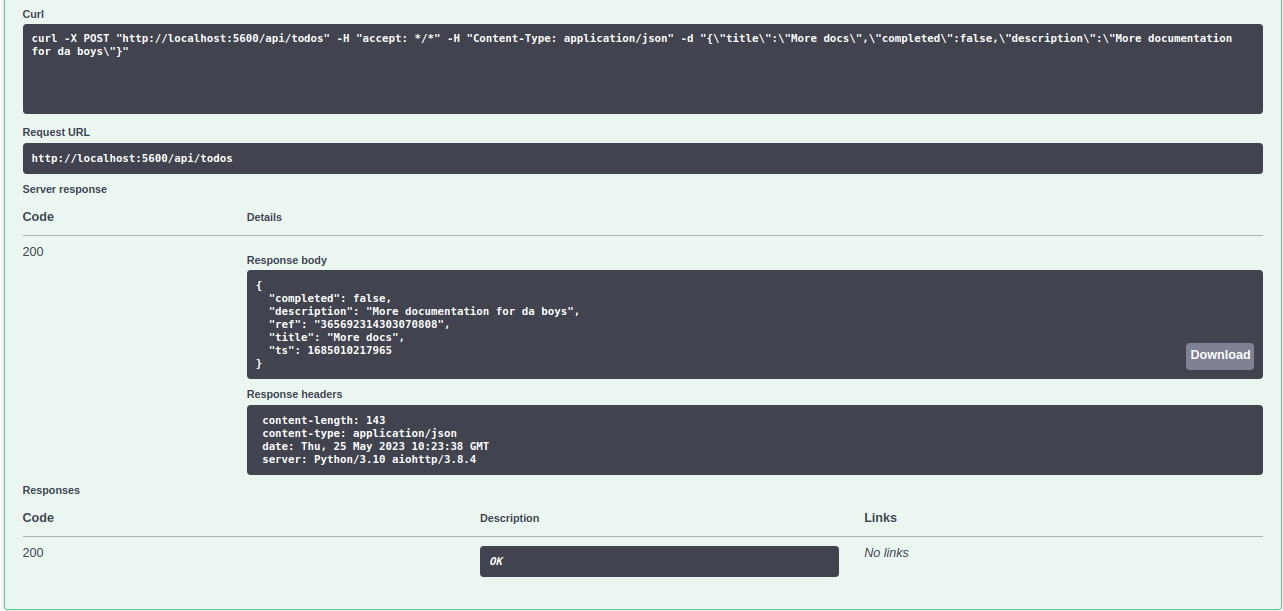 Curl
curl -X POST "http://localhost:5600/api/todos" -H "accept: */*" -H "Content-Type: application/json" -d "{\"title\":\"More docs\",\"completed\":false,\"description\":\"More documentation
for da boys\"}"
Request URL
http://localhost:5600/api/todos
Server response
Code Details
200
Response body
{
  "completed": false,
  "description": "More documentation for da boys",
  "ref": "365692314303070808",
  "title": "More docs",
  "ts": 1685010217965
}
Download
Response headers
content-length: 143
content-type: application/json
date: Thu, 25 May 2023 10:23:38 GMT
server: Python/3.10 aiohttp/3.8.4
Responses
Code Description Links
200 OK No links